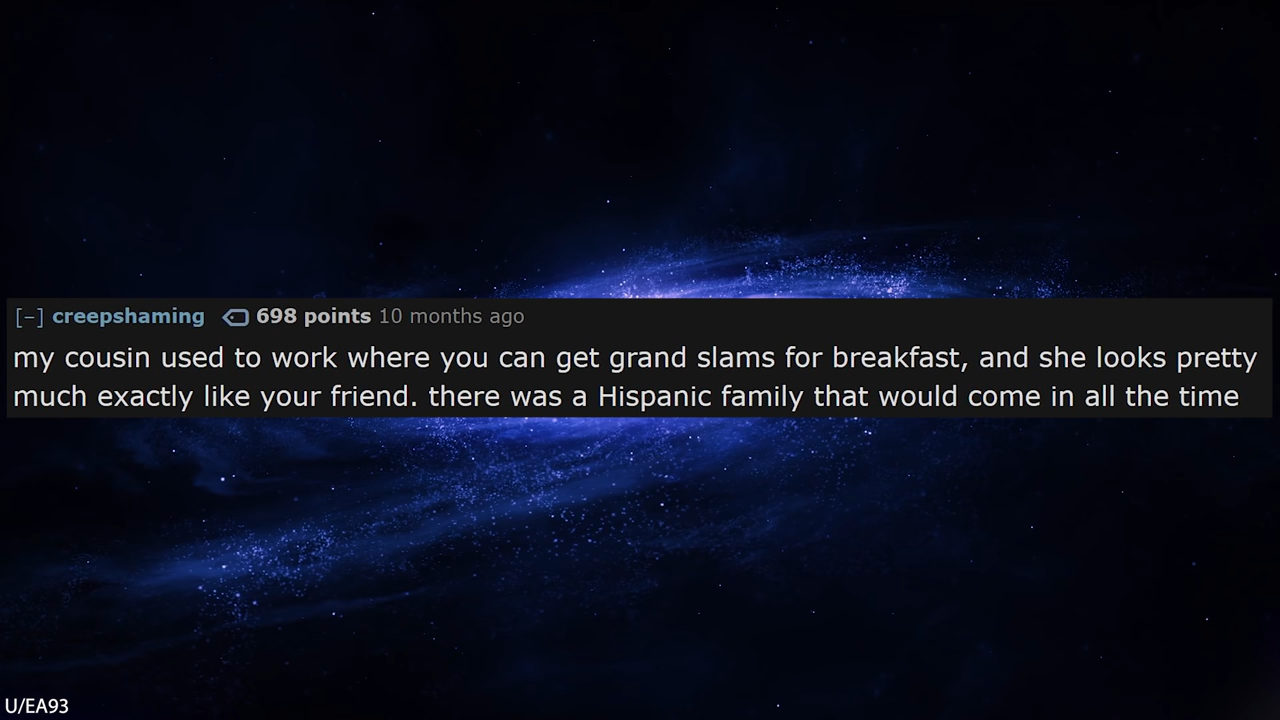 [−] creepshaming 698 points 10 months ago
my cousin used to work where you can get grand slams for breakfast, and she looks pretty
much exactly like your friend. there was a Hispanic family that would come in all the time
U/EA93